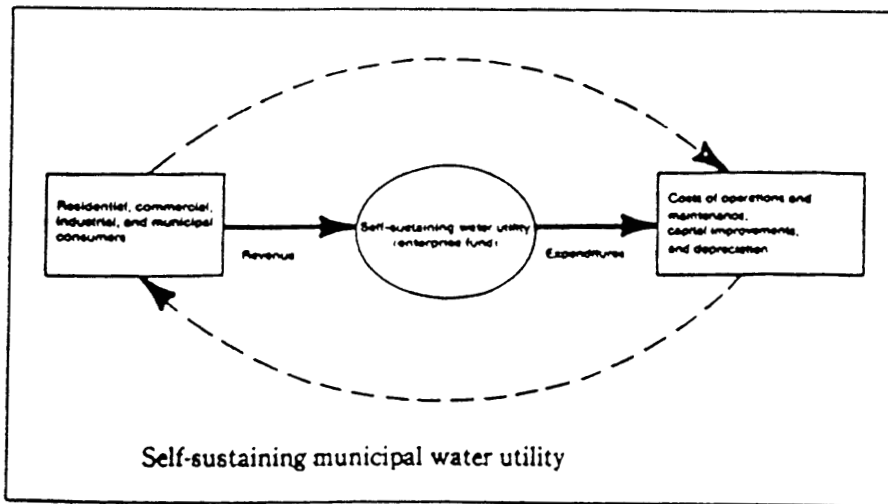 Residential, commercial,
industrial, and municipal
consumers
Revenue
Self-sustaining water utility
(enterprise fund)
Expenditures
Costs of operations and
maintenance,
capital improvements,
and depreciation
Self-sustaining municipal water utility